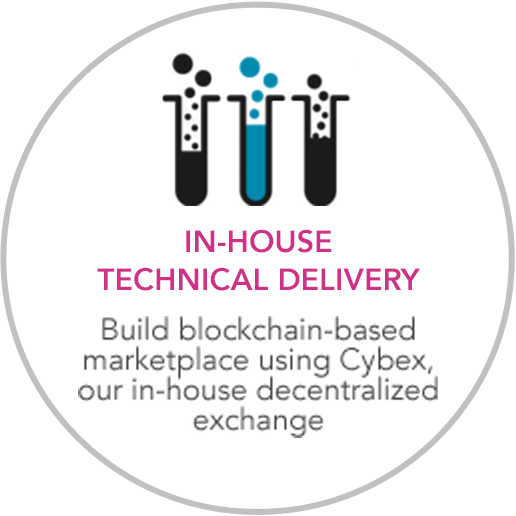 IN-HOUSE
TECHNICAL DELIVERY
Build blockchain-based
marketplace using Cybex,
our in-house decentralized
exchange